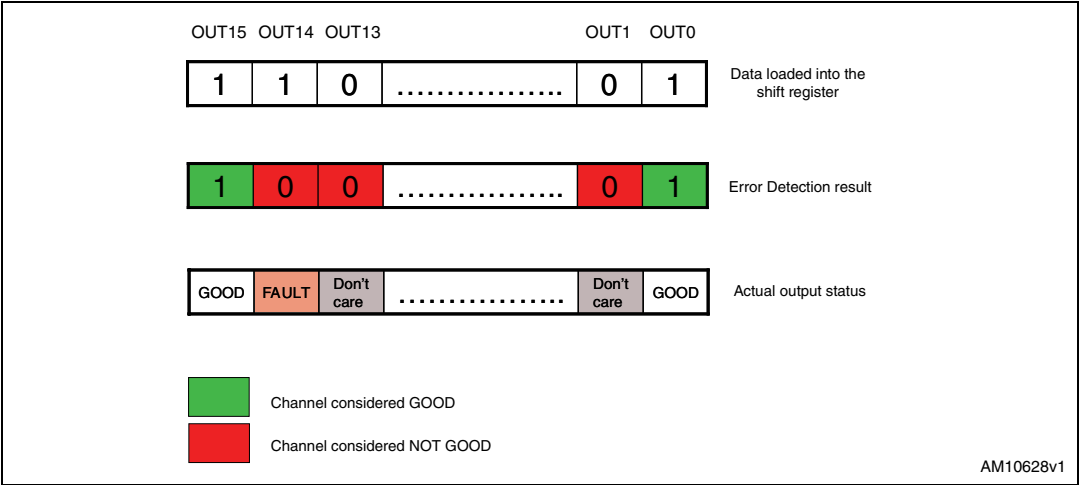 OUT15 OUT14 OUT13 OUT1 OUT0
1 1 0 ................. 0 1
Data loaded into the
shift register
1 0 0 ................. 0 1
Error Detection result
GOOD FAULT Don't care ................. Don't care GOOD
Actual output status
Channel considered GOOD
Channel considered NOT GOOD
AM10628v1